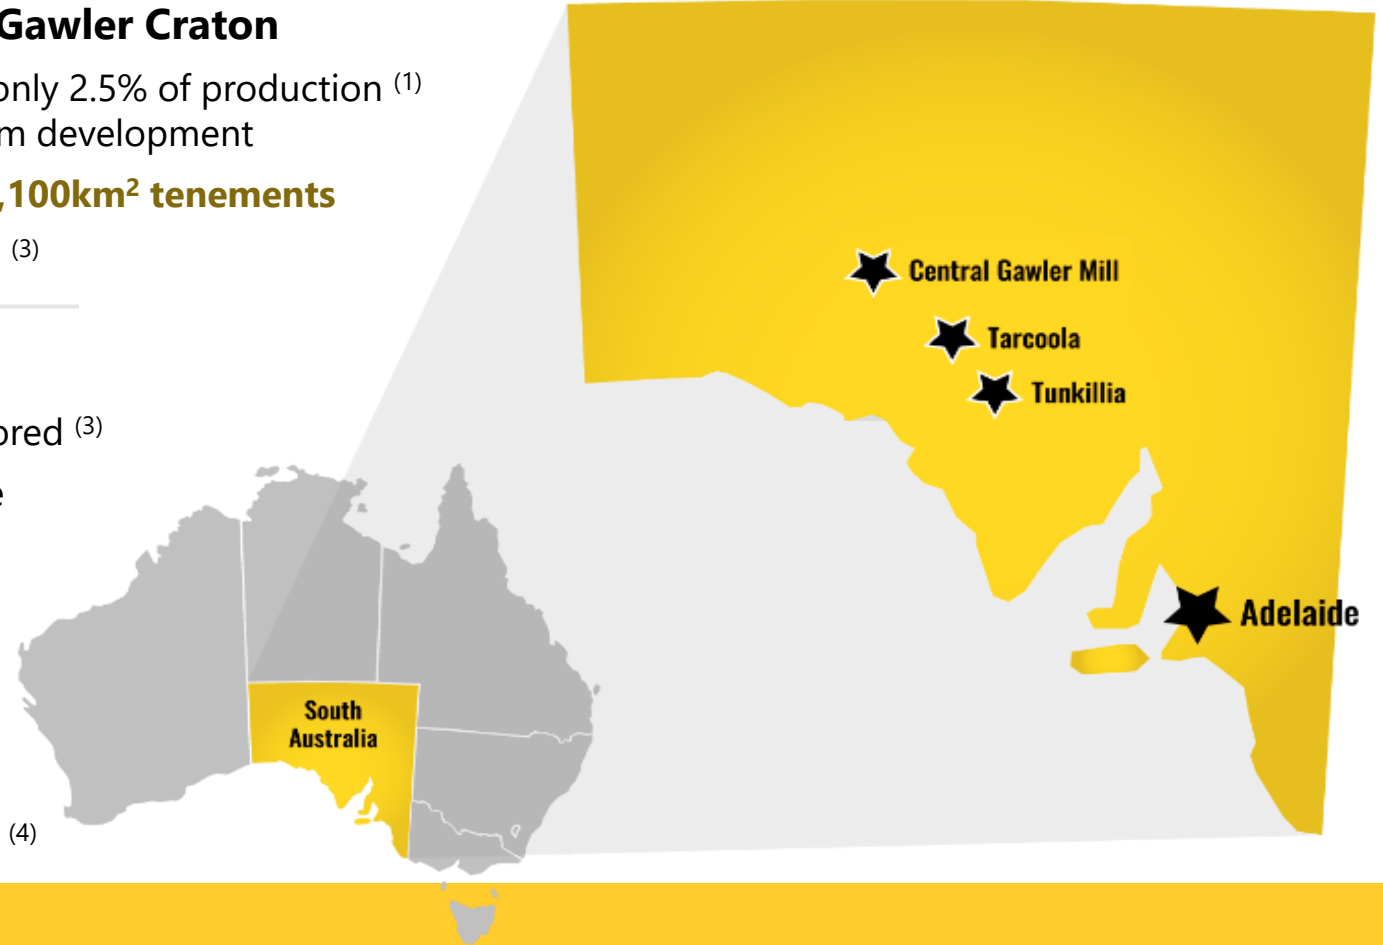 Gawler Craton
only 2.5% of production (1)
m development
,100km² tenements
(3)
ored (3)
e
(4)
Central Gawler Mill
Tarcoola
Tunkillia
Adelaide
South
Australia